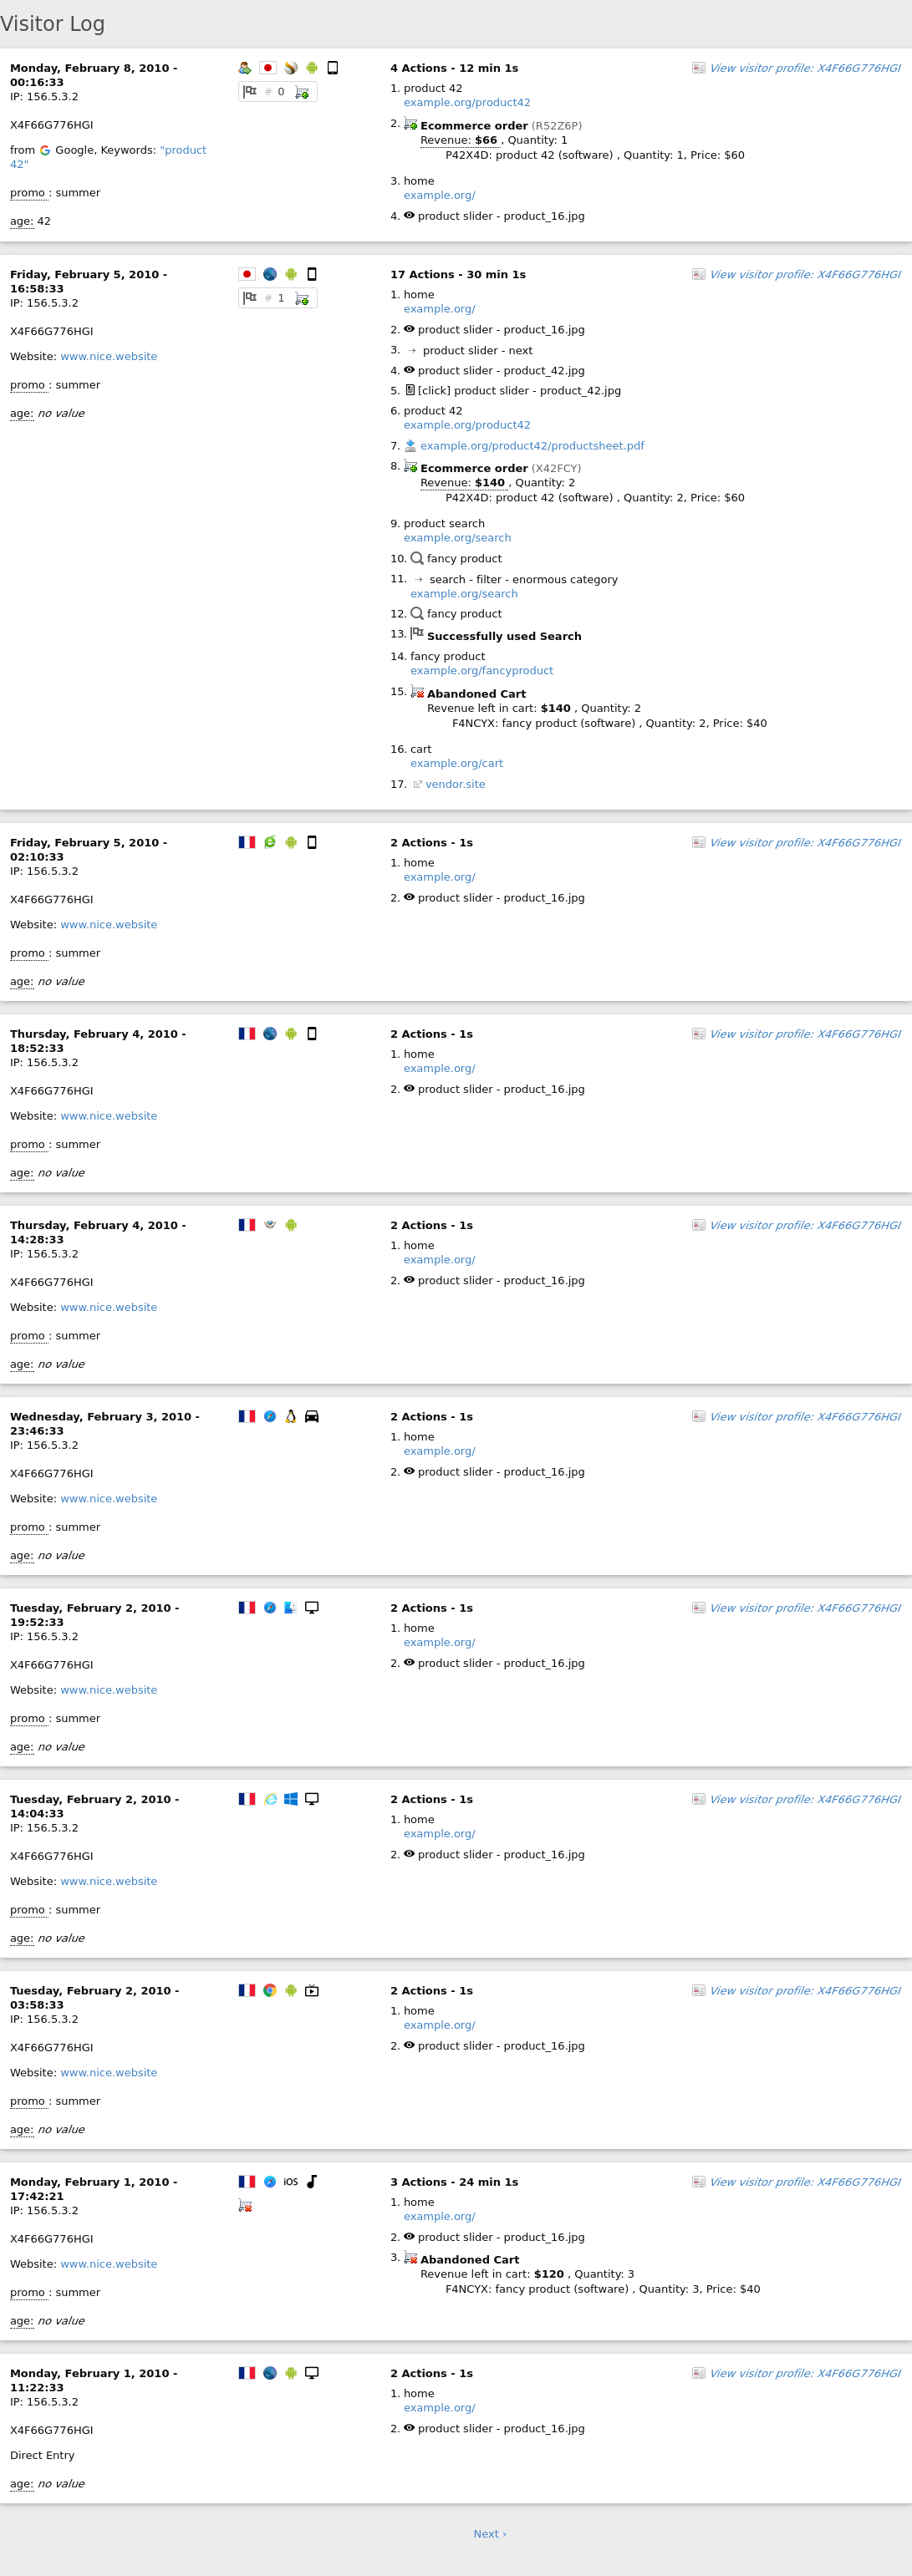 Visitor Log
Monday, February 8, 2010 -
00:16:33
IP: 156.5.3.2
X4F66G776HGI
from Google, Keywords: "product
42"
promo : summer
age: 42
# 0
4 Actions - 12 min 1s
View visitor profile: X4F66G776HGI
1. product 42
example.org/product42
2. Ecommerce order (R52Z6P)
Revenue: $66 , Quantity: 1
P42X4D: product 42 (software) , Quantity: 1, Price: $60
3. home
example.org/
4. product slider - product_16.jpg
Friday, February 5, 2010 -
16:58:33
IP: 156.5.3.2
X4F66G776HGI
Website: www.nice.website
promo : summer
age: no value
# 1
17 Actions - 30 min 1s
View visitor profile: X4F66G776HGI
1. home
example.org/
2. product slider - product_16.jpg
3. product slider - next
4. product slider - product_42.jpg
5. [click] product slider - product_42.jpg
6. product 42
example.org/product42
7. example.org/product42/productsheet.pdf
8. Ecommerce order (X42FCY)
Revenue: $140 , Quantity: 2
P42X4D: product 42 (software) , Quantity: 2, Price: $60
9. product search
example.org/search
10. fancy product
11. search - filter - enormous category
example.org/search
12. fancy product
13. Successfully used Search
14. fancy product
example.org/fancyproduct
15. Abandoned Cart
Revenue left in cart: $140 , Quantity: 2
F4NCYX: fancy product (software) , Quantity: 2, Price: $40
16. cart
example.org/cart
17. vendor.site
Friday, February 5, 2010 -
02:10:33
IP: 156.5.3.2
X4F66G776HGI
Website: www.nice.website
promo : summer
age: no value
2 Actions - 1s
View visitor profile: X4F66G776HGI
1. home
example.org/
2. product slider - product_16.jpg
Thursday, February 4, 2010 -
18:52:33
IP: 156.5.3.2
X4F66G776HGI
Website: www.nice.website
promo : summer
age: no value
2 Actions - 1s
View visitor profile: X4F66G776HGI
1. home
example.org/
2. product slider - product_16.jpg
Thursday, February 4, 2010 -
14:28:33
IP: 156.5.3.2
X4F66G776HGI
Website: www.nice.website
promo : summer
age: no value
2 Actions - 1s
View visitor profile: X4F66G776HGI
1. home
example.org/
2. product slider - product_16.jpg
Wednesday, February 3, 2010 -
23:46:33
IP: 156.5.3.2
X4F66G776HGI
Website: www.nice.website
promo : summer
age: no value
2 Actions - 1s
View visitor profile: X4F66G776HGI
1. home
example.org/
2. product slider - product_16.jpg
Tuesday, February 2, 2010 -
19:52:33
IP: 156.5.3.2
X4F66G776HGI
Website: www.nice.website
promo : summer
age: no value
2 Actions - 1s
View visitor profile: X4F66G776HGI
1. home
example.org/
2. product slider - product_16.jpg
Tuesday, February 2, 2010 -
14:04:33
IP: 156.5.3.2
X4F66G776HGI
Website: www.nice.website
promo : summer
age: no value
2 Actions - 1s
View visitor profile: X4F66G776HGI
1. home
example.org/
2. product slider - product_16.jpg
Tuesday, February 2, 2010 -
03:58:33
IP: 156.5.3.2
X4F66G776HGI
Website: www.nice.website
promo : summer
age: no value
2 Actions - 1s
View visitor profile: X4F66G776HGI
1. home
example.org/
2. product slider - product_16.jpg
Monday, February 1, 2010 -
17:42:21
IP: 156.5.3.2
X4F66G776HGI
Website: www.nice.website
promo : summer
age: no value
iOS
3 Actions - 24 min 1s
View visitor profile: X4F66G776HGI
1. home
example.org/
2. product slider - product_16.jpg
3. Abandoned Cart
Revenue left in cart: $120 , Quantity: 3
F4NCYX: fancy product (software) , Quantity: 3, Price: $40
Monday, February 1, 2010 -
11:22:33
IP: 156.5.3.2
X4F66G776HGI
Direct Entry
age: no value
2 Actions - 1s
View visitor profile: X4F66G776HGI
1. home
example.org/
2. product slider - product_16.jpg
Next ›